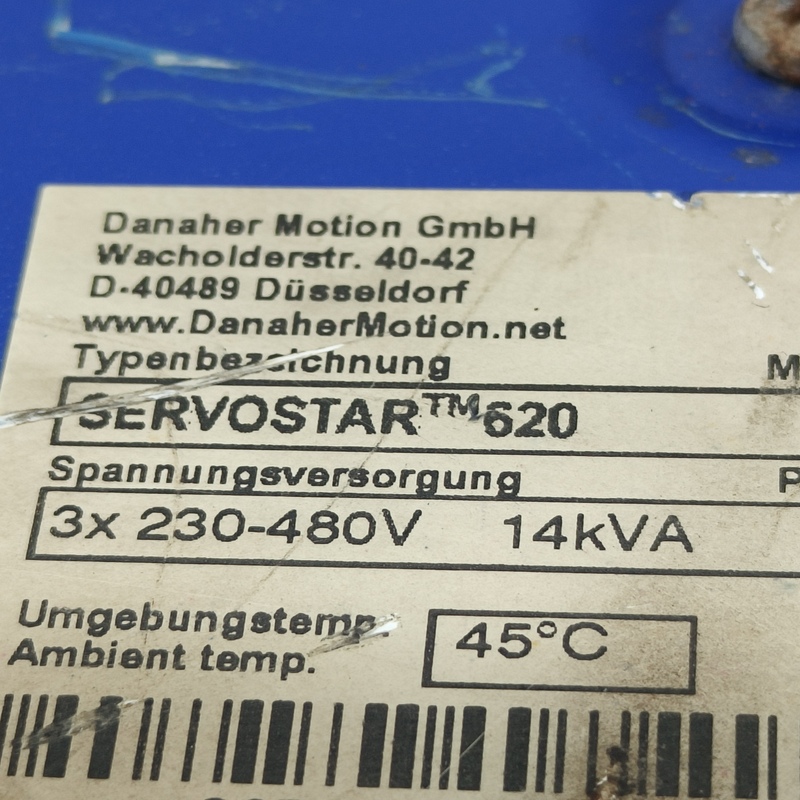 Danaher Motion GmbH
Wacholderstr. 40-42
D-40489 Düsseldorf
www.DanaherMotion.net
Typenbezeichnung M
SERVOSTAR™620
Spannungsversorgung P
3x 230-480V 14kVA
Umgebungstemp.
Ambient temp. 45°C